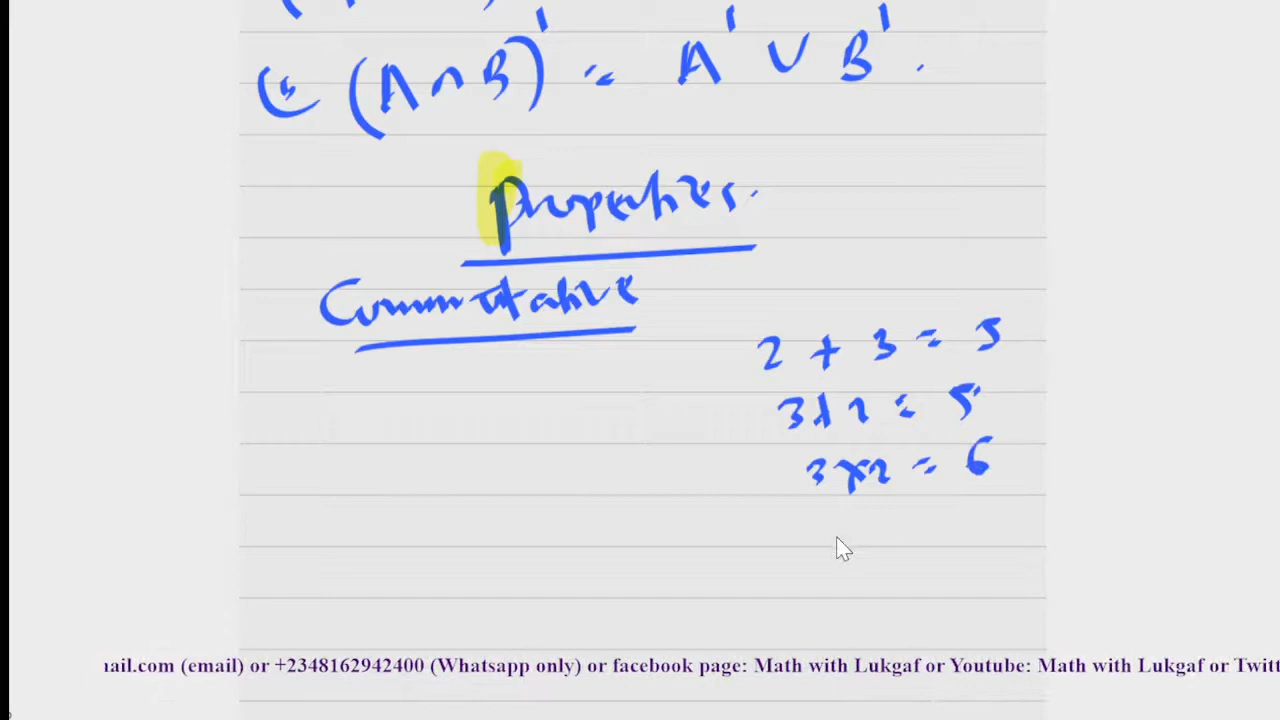 (ii) (A ∩ B)' = A' ∪ B'.
Properties.
Commutative
2 + 3 = 5
3 + 2 = 5
3 x 2 = 6
ail.com (email) or +2348162942400 (Whatsapp only) or facebook page: Math with Lukgaf or Youtube: Math with Lukgaf or Twitt